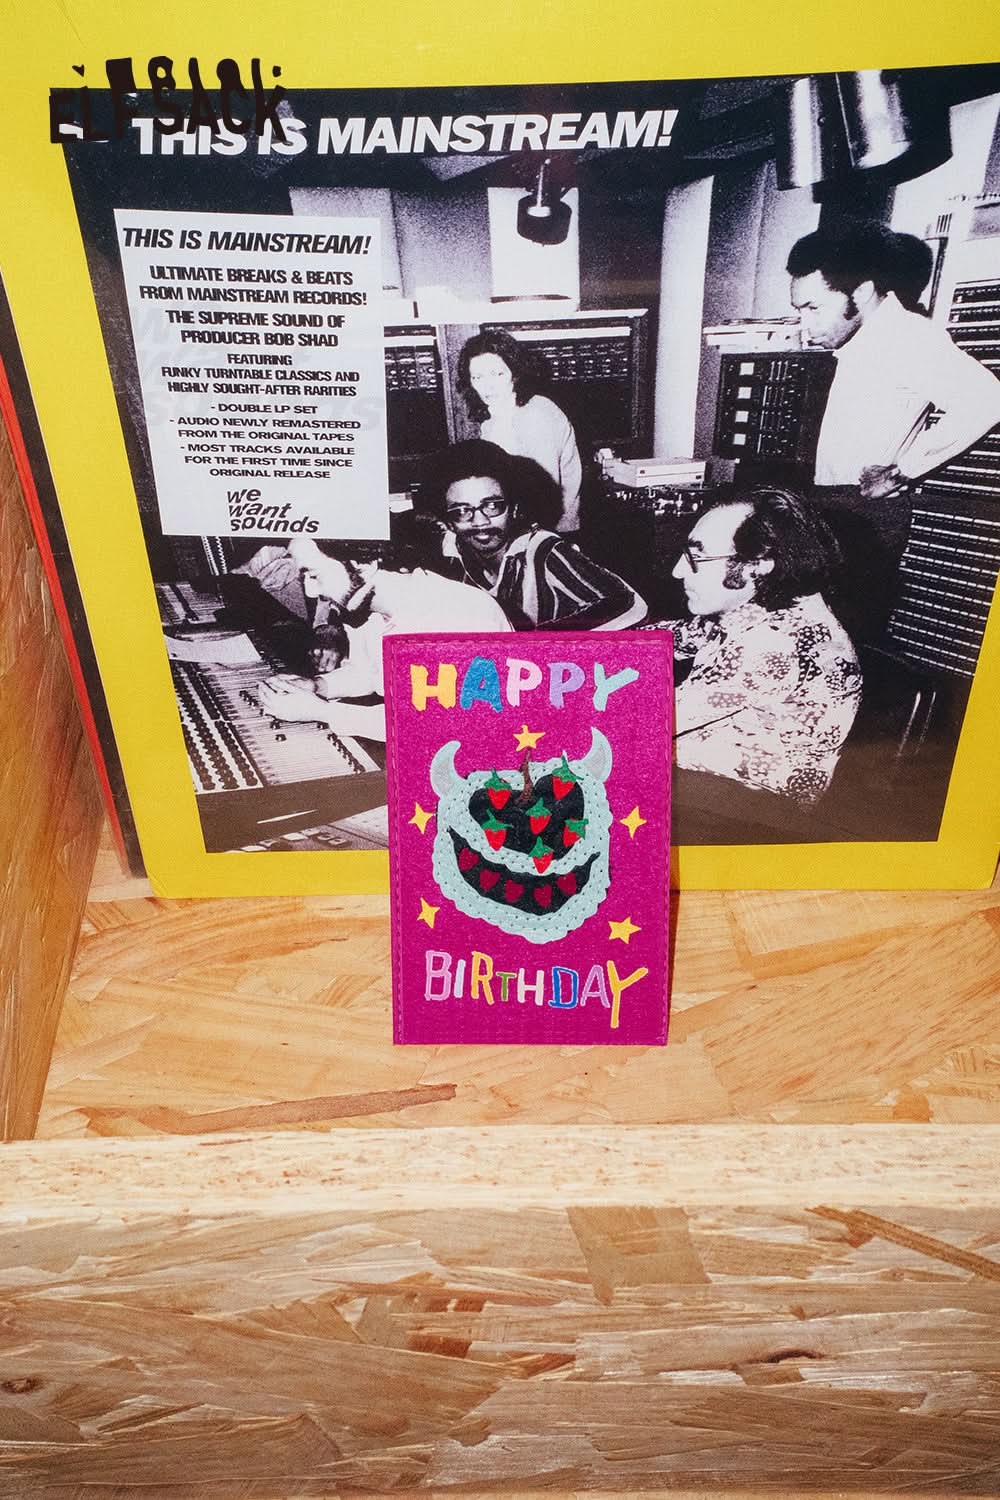 ELF SACK
THIS IS MAINSTREAM!
THIS IS MAINSTREAM!
ULTIMATE BREAKS & BEATS
FROM MAINSTREAM RECORDS!
THE SUPREME SOUND OF
PRODUCER BOB SHAD
FEATURING
FUNKY TURNTABLE CLASSICS AND
HIGHLY SOUGHT-AFTER RARITIES
- DOUBLE LP SET
- AUDIO NEWLY REMASTERED
FROM THE ORIGINAL TAPES
- MOST TRACKS AVAILABLE
FOR THE FIRST TIME SINCE
ORIGINAL RELEASE
we
want
sounds
HAPPY
BIRTHDAY